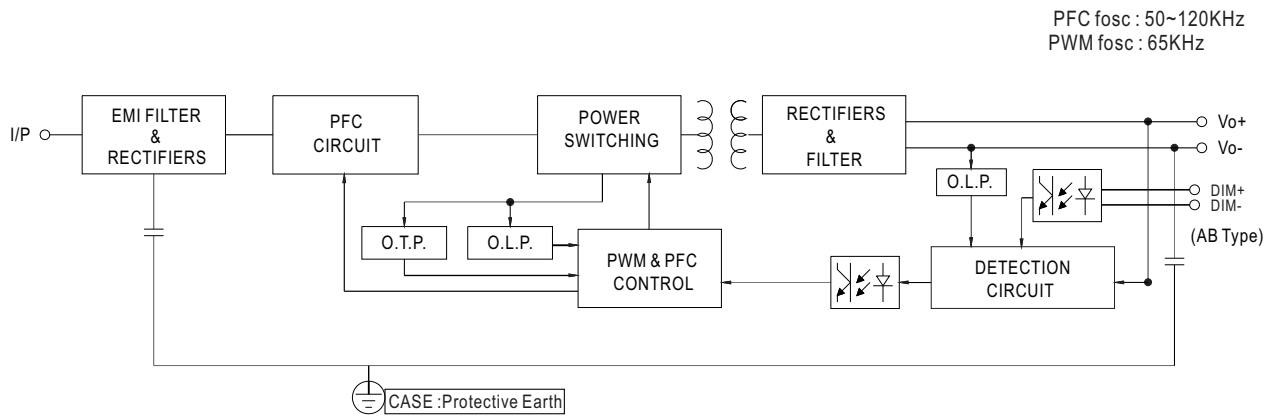 PFC fosc : 50~120KHz
PWM fosc : 65KHz
I/P
EMI FILTER
&
RECTIFIERS
PFC
CIRCUIT
POWER
SWITCHING
RECTIFIERS
&
FILTER
Vo+
Vo-
O.L.P.
DIM+
DIM-
(AB Type)
O.T.P.
O.L.P.
PWM & PFC
CONTROL
DETECTION
CIRCUIT
CASE :Protective Earth